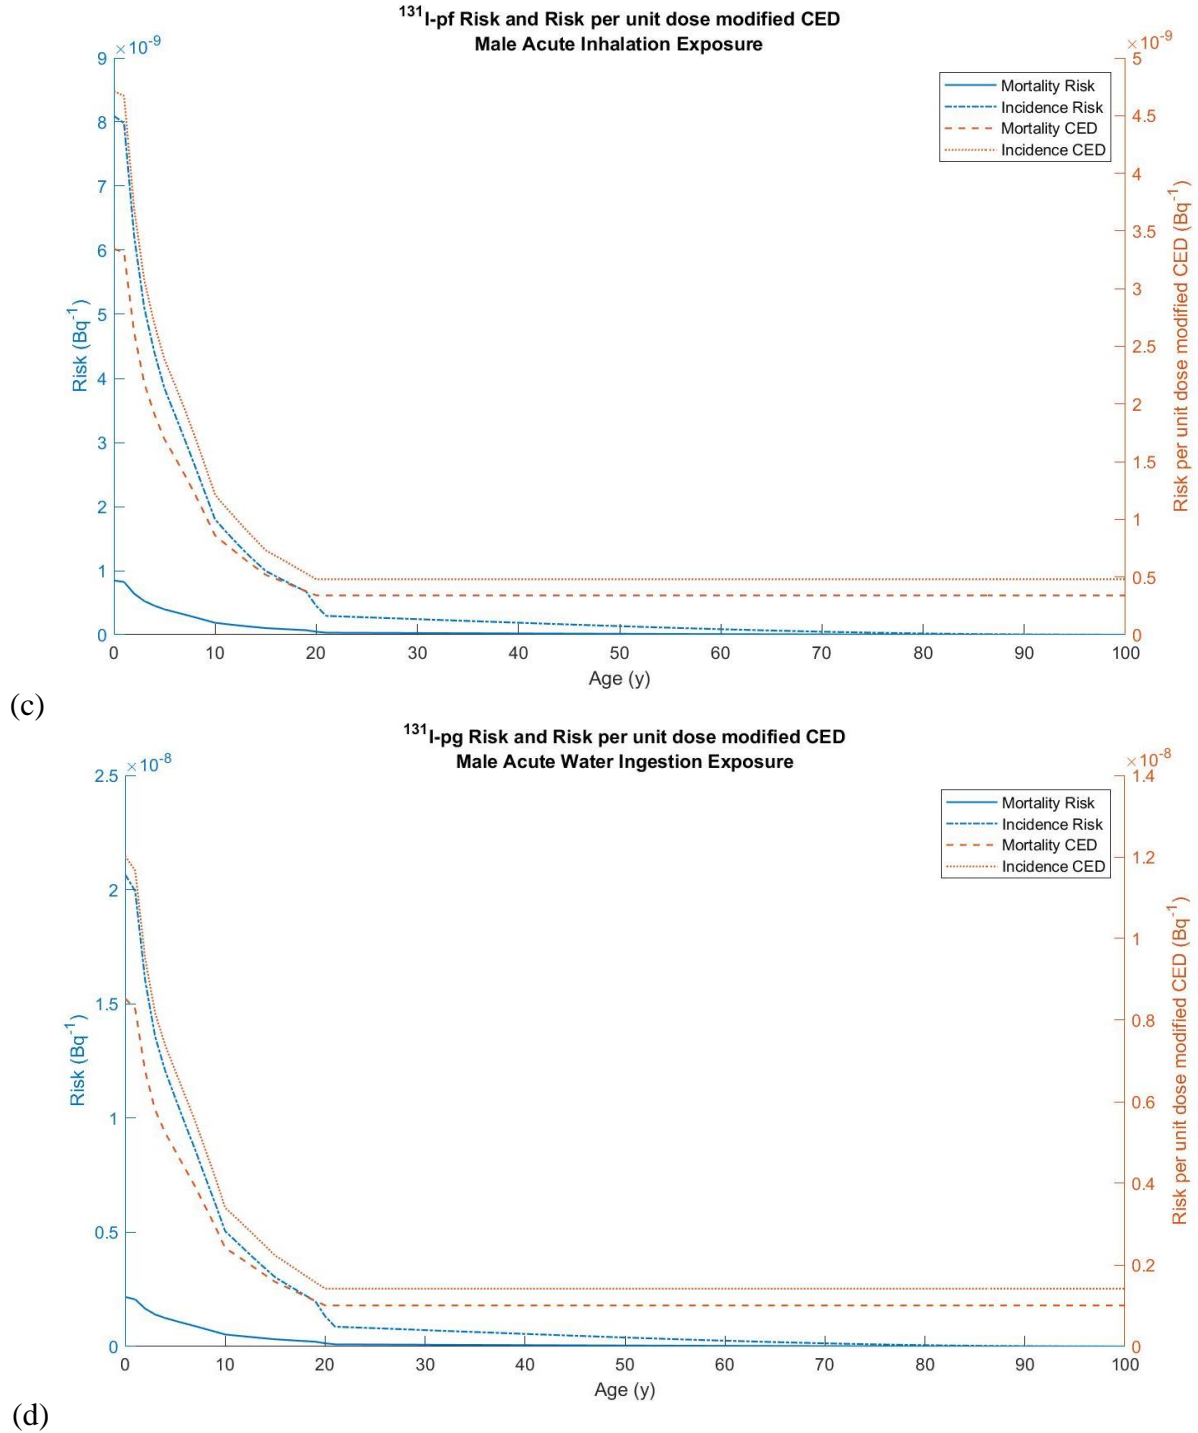 ¹³¹I-pf Risk and Risk per unit dose modified CED
Male Acute Inhalation Exposure
×10⁻⁹
×10⁻⁹
9
8
7
6
5
4
3
2
1
0
Risk (Bq⁻¹)
5
4.5
4
3.5
3
2.5
2
1.5
1
0.5
0
Risk per unit dose modified CED (Bq⁻¹)
Mortality Risk
Incidence Risk
Mortality CED
Incidence CED
0 10 20 30 40 50 60 70 80 90 100
Age (y)
(c)
¹³¹I-pg Risk and Risk per unit dose modified CED
Male Acute Water Ingestion Exposure
×10⁻⁸
×10⁻⁸
2.5
2
1.5
1
0.5
0
Risk (Bq⁻¹)
1.4
1.2
1
0.8
0.6
0.4
0.2
0
Risk per unit dose modified CED (Bq⁻¹)
Mortality Risk
Incidence Risk
Mortality CED
Incidence CED
0 10 20 30 40 50 60 70 80 90 100
Age (y)
(d)